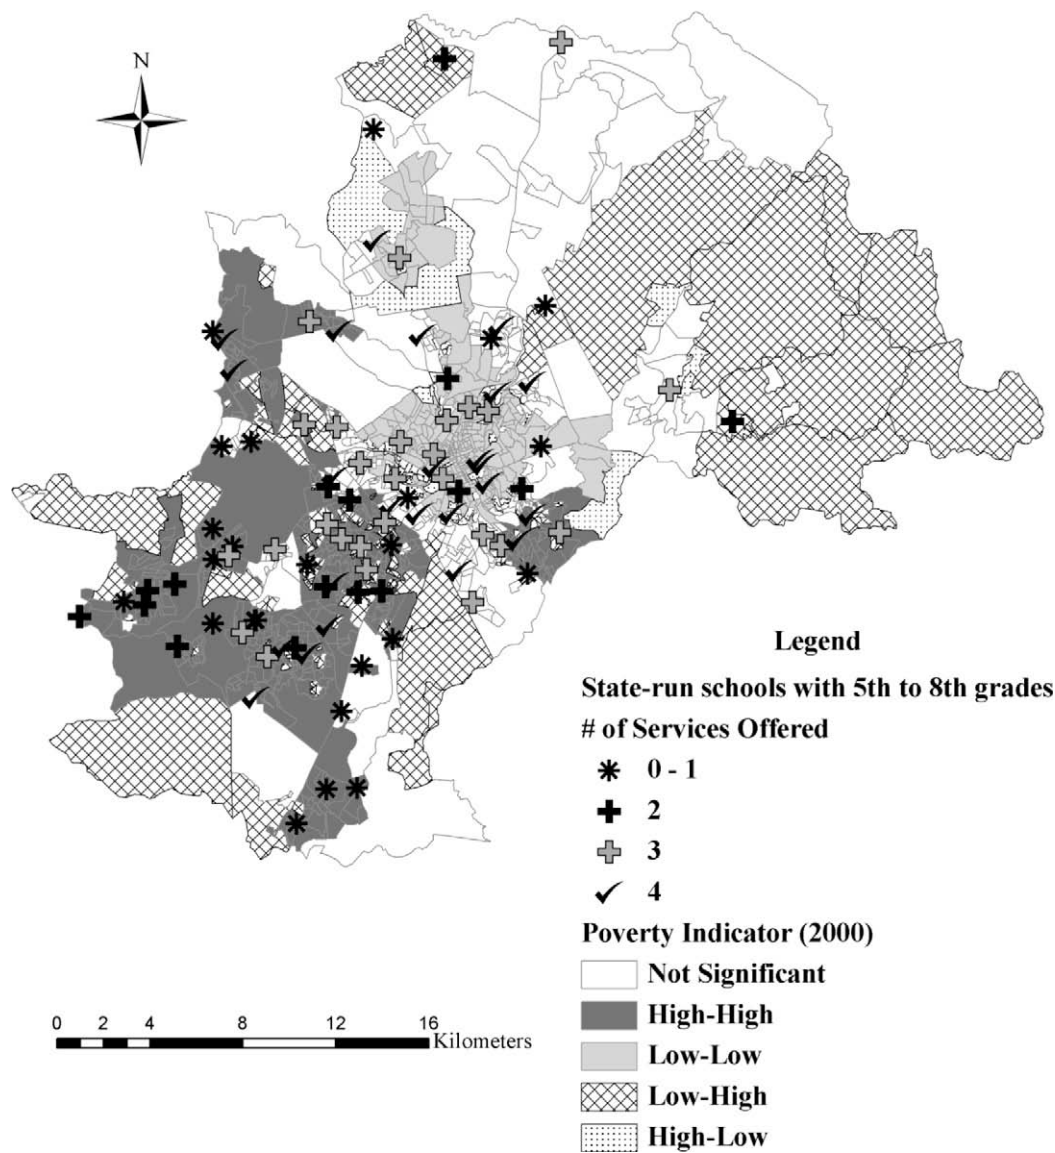 N
Legend
State-run schools with 5th to 8th grades
# of Services Offered
0 - 1
2
3
4
Poverty Indicator (2000)
Not Significant
High-High
Low-Low
Low-High
High-Low
0 2 4 8 12 16
Kilometers